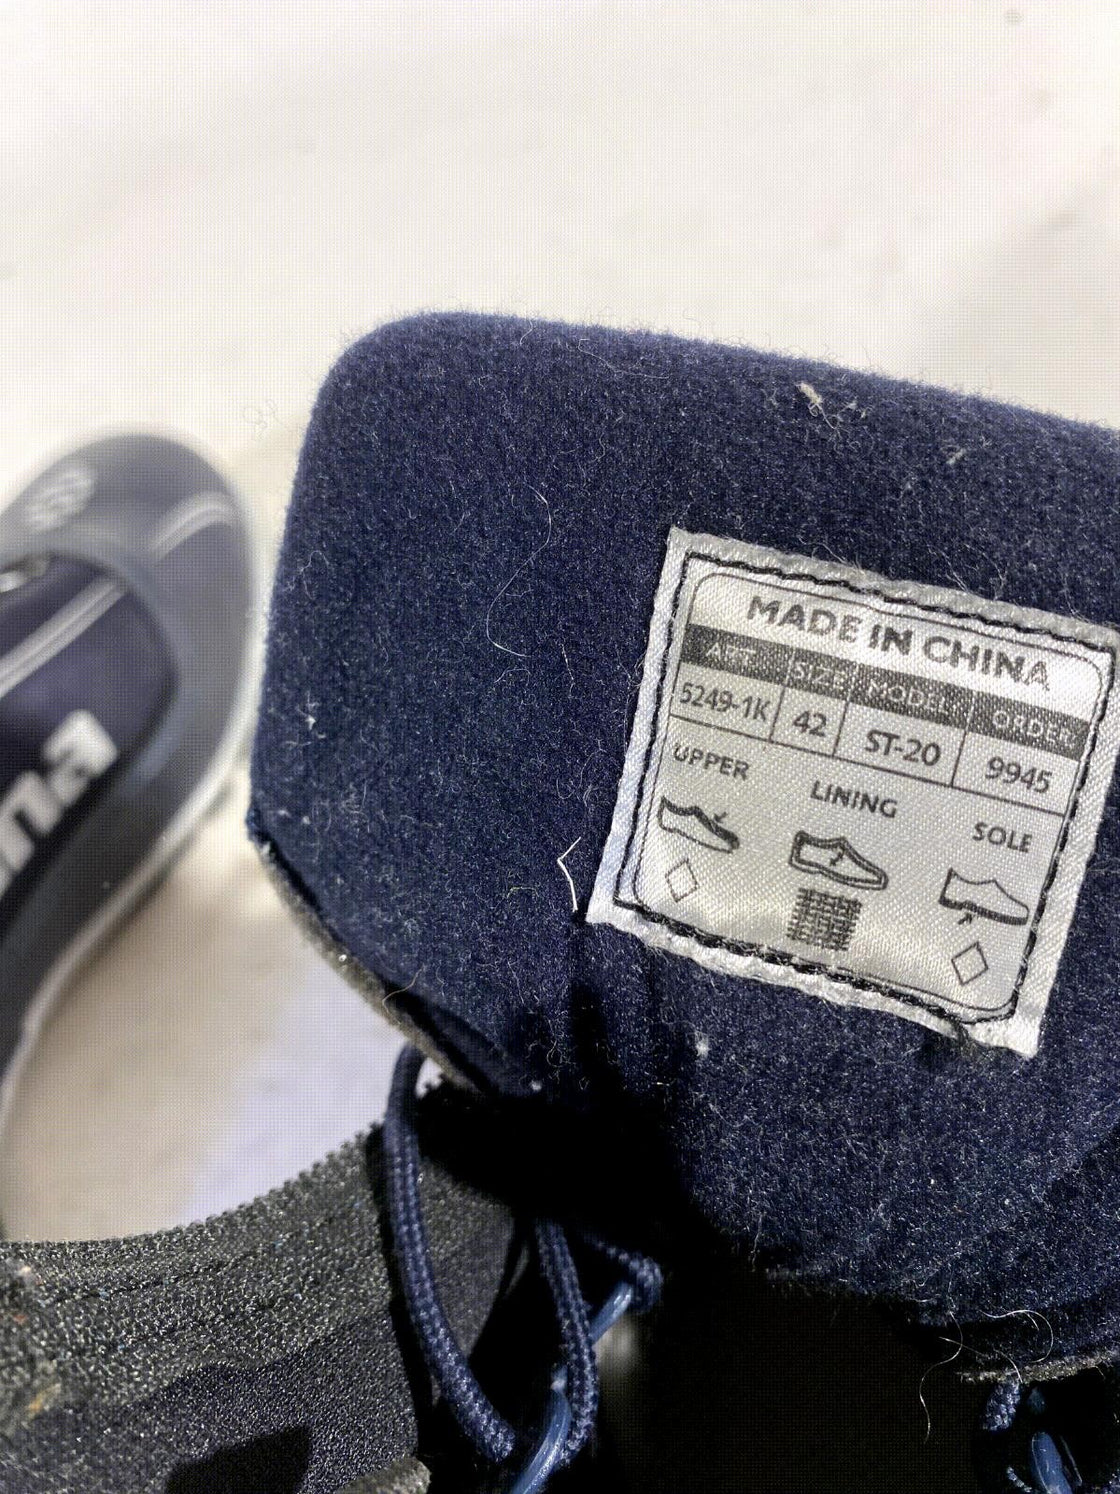 MADE IN CHINA
ART SIZE MODEL ORDER
5249-1K 42 ST-20 9945
UPPER LINING SOLE